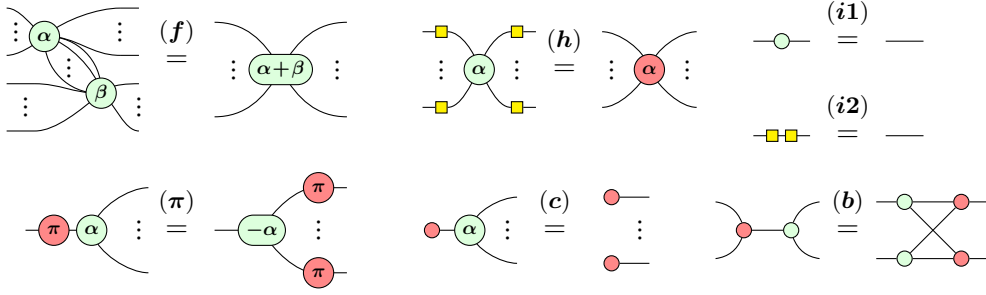 α ⋮ ⋮ ⋮ β ⋮ ⋮ (f) = ⋮ α+β ⋮
⋮ α ⋮ (h) = ⋮ α ⋮
(i1) =
(i2) =
π α ⋮ (π) = -α π ⋮ π
α ⋮ (c) = ⋮
(b) =